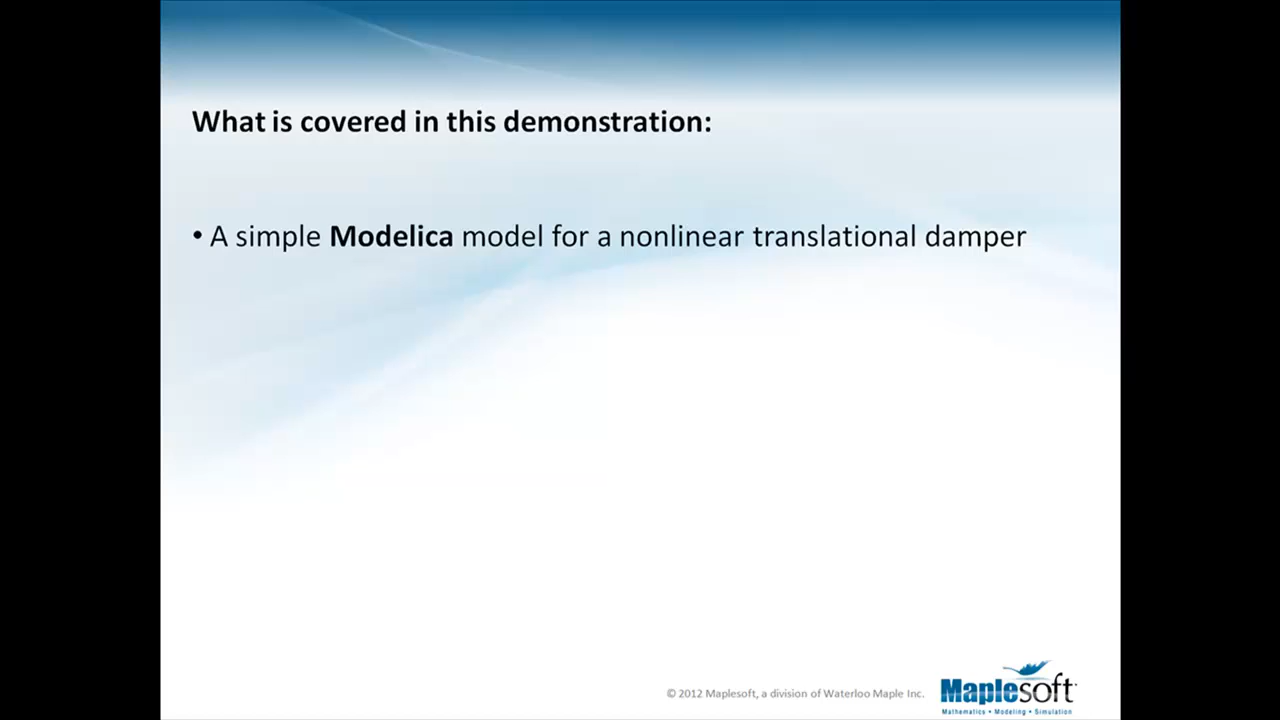 What is covered in this demonstration:
• A simple Modelica model for a nonlinear translational damper
© 2012 Maplesoft, a division of Waterloo Maple Inc.
Maplesoft
Mathematics • Modeling • Simulation